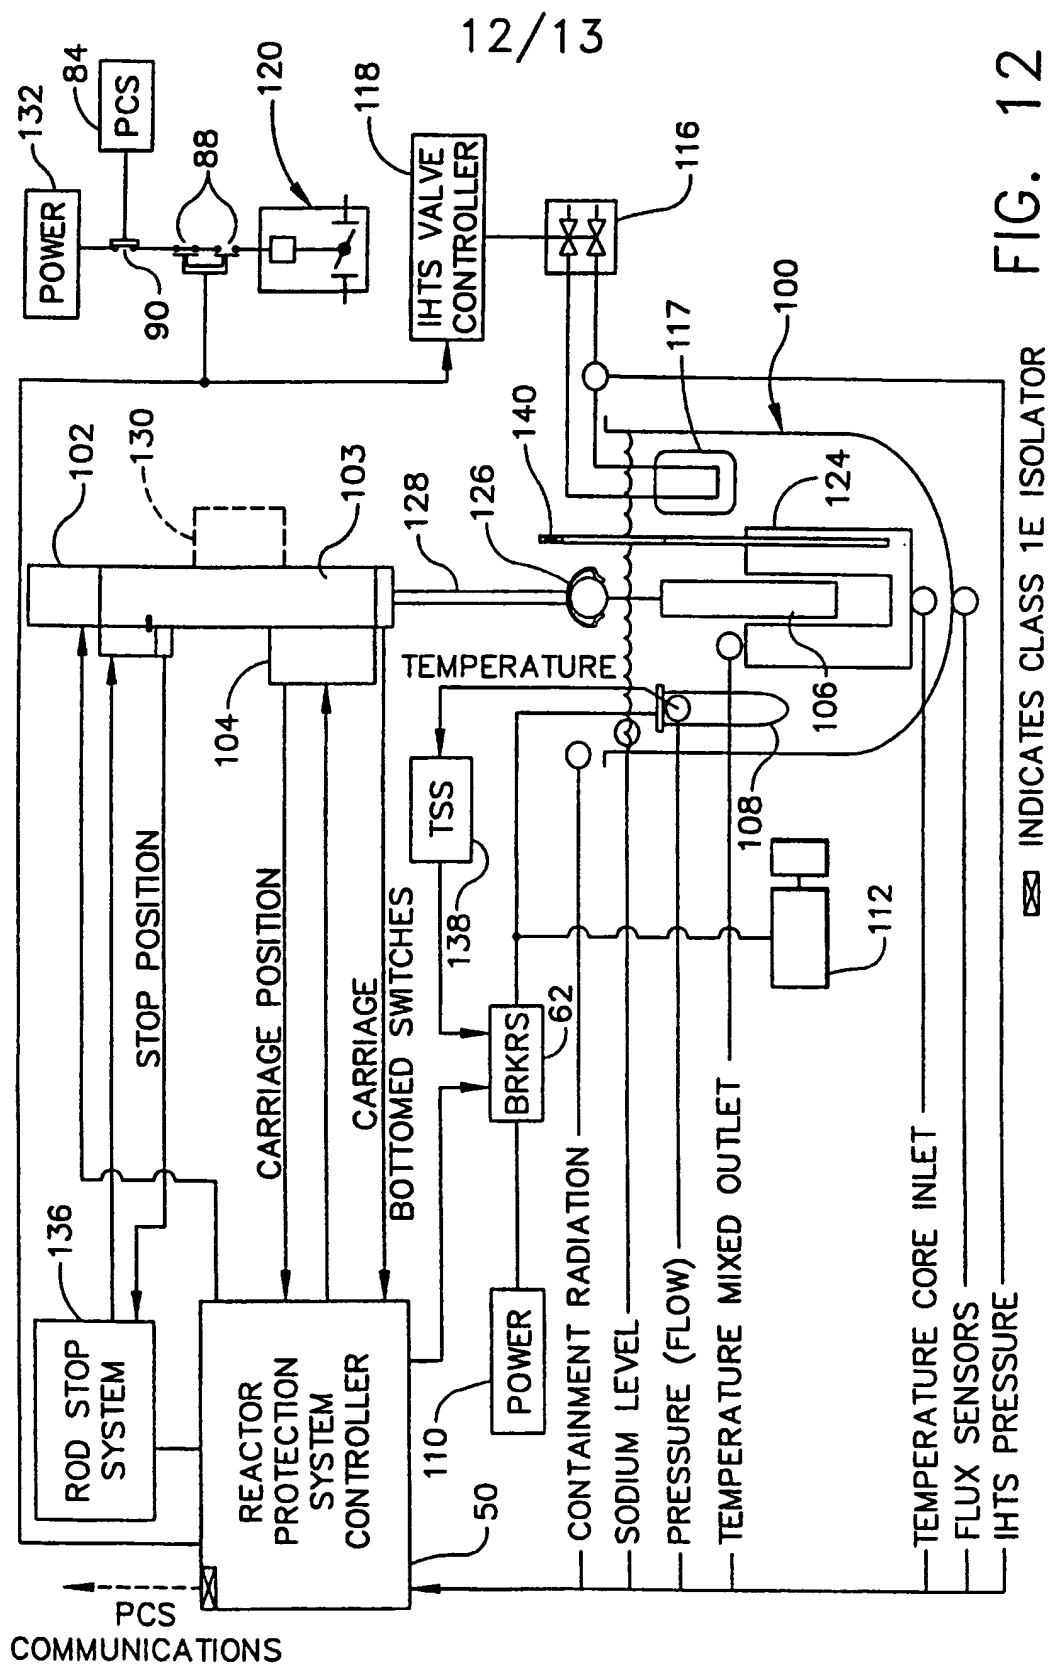 12/13
132
POWER
84
PCS
88
90
120
118
IHTS VALVE
CONTROLLER
116
102
130
103
104
128
126
140
117
100
124
106
108
TEMPERATURE
TSS
138
STOP POSITION
CARRIAGE POSITION
CARRIAGE
BOTTOMED SWITCHES
BRKRS
62
112
136
ROD STOP
SYSTEM
REACTOR
PROTECTION
SYSTEM
CONTROLLER
50
110
POWER
PCS
COMMUNICATIONS
CONTAINMENT RADIATION
SODIUM LEVEL
PRESSURE (FLOW)
TEMPERATURE MIXED OUTLET
TEMPERATURE CORE INLET
FLUX SENSORS
IHTS PRESSURE
INDICATES CLASS 1E ISOLATOR
FIG. 12